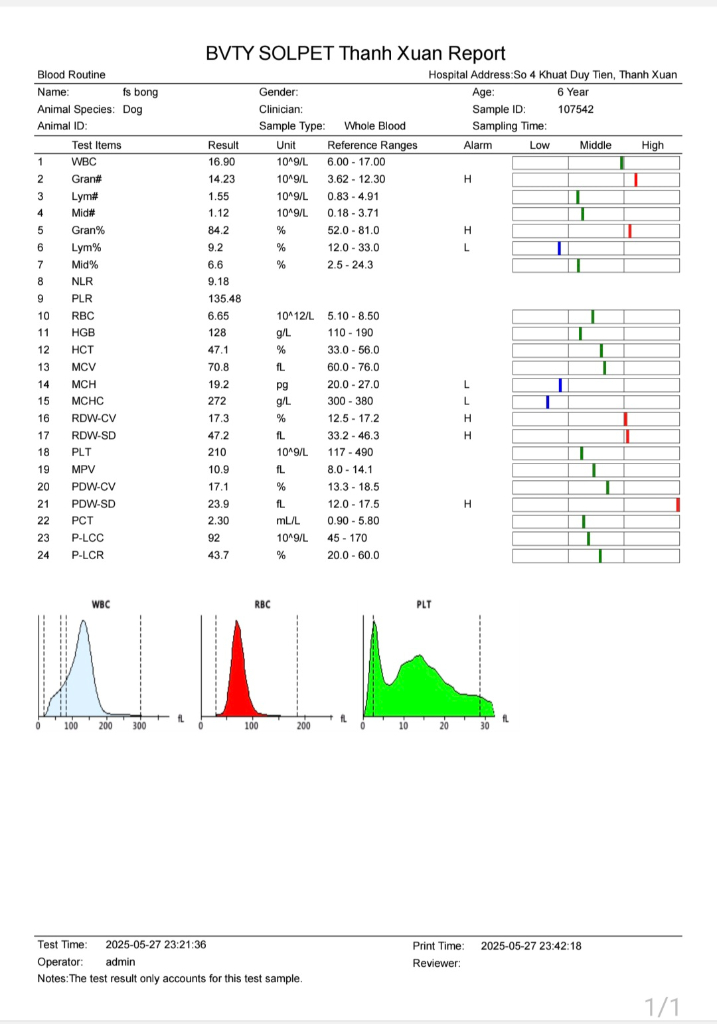 BVTY SOLPET Thanh Xuan Report
Blood Routine Hospital Address:So 4 Khuat Duy Tien, Thanh Xuan
Name: fs bong Gender: Age: 6 Year
Animal Species: Dog Clinician: Sample ID: 107542
Animal ID: Sample Type: Whole Blood Sampling Time:
Test Items Result Unit Reference Ranges Alarm Low Middle High
1 WBC 16.90 10^9/L 6.00 - 17.00
2 Gran# 14.23 10^9/L 3.62 - 12.30 H
3 Lym# 1.55 10^9/L 0.83 - 4.91
4 Mid# 1.12 10^9/L 0.18 - 3.71
5 Gran% 84.2 % 52.0 - 81.0 H
6 Lym% 9.2 % 12.0 - 33.0 L
7 Mid% 6.6 % 2.5 - 24.3
8 NLR 9.18
9 PLR 135.48
10 RBC 6.65 10^12/L 5.10 - 8.50
11 HGB 128 g/L 110 - 190
12 HCT 47.1 % 33.0 - 56.0
13 MCV 70.8 fL 60.0 - 76.0
14 MCH 19.2 pg 20.0 - 27.0 L
15 MCHC 272 g/L 300 - 380 L
16 RDW-CV 17.3 % 12.5 - 17.2 H
17 RDW-SD 47.2 fL 33.2 - 46.3 H
18 PLT 210 10^9/L 117 - 490
19 MPV 10.9 fL 8.0 - 14.1
20 PDW-CV 17.1 % 13.3 - 18.5
21 PDW-SD 23.9 fL 12.0 - 17.5 H
22 PCT 2.30 mL/L 0.90 - 5.80
23 P-LCC 92 10^9/L 45 - 170
24 P-LCR 43.7 % 20.0 - 60.0
WBC RBC PLT
0 100 200 300 fL 0 100 200 fL 0 10 20 30 fL
Test Time: 2025-05-27 23:21:36 Print Time: 2025-05-27 23:42:18
Operator: admin Reviewer:
Notes:The test result only accounts for this test sample.
1/1